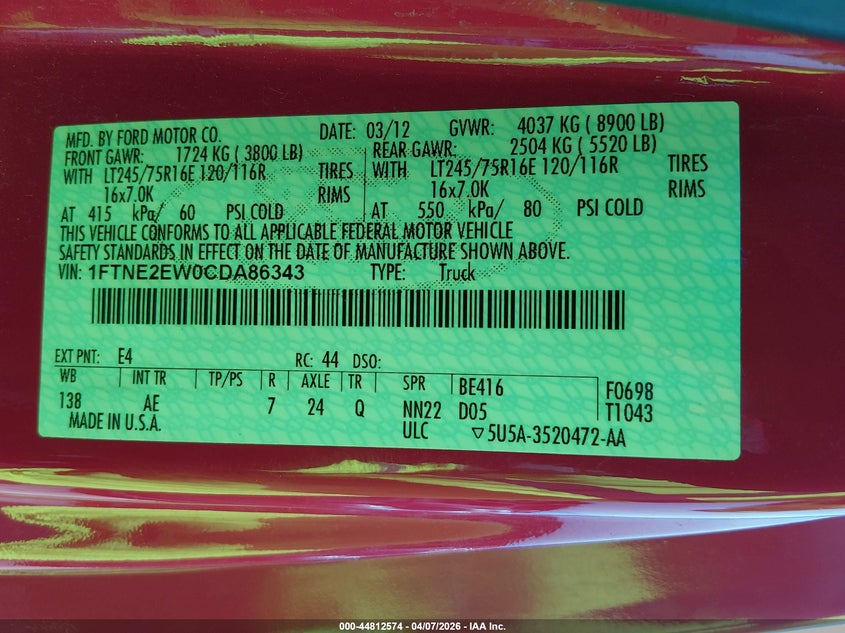 MFD. BY FORD MOTOR CO. DATE: 03/12 GVWR: 4037 KG ( 8900 LB)
FRONT GAWR: 1724 KG ( 3800 LB) REAR GAWR: 2504 KG ( 5520 LB)
WITH LT245/75R16E 120/116R TIRES WITH LT245/75R16E 120/116R TIRES
16x7.0K RIMS 16x7.0K RIMS
AT 415 kPa/ 60 PSI COLD AT 550 kPa/ 80 PSI COLD
THIS VEHICLE CONFORMS TO ALL APPLICABLE FEDERAL MOTOR VEHICLE
SAFETY STANDARDS IN EFFECT ON THE DATE OF MANUFACTURE SHOWN ABOVE.
VIN: 1FTNE2EW0CDA86343 TYPE: Truck
EXT PNT: E4 RC: 44 DSO:
WB INT TR TP/PS R AXLE TR SPR BE416 F0698
138 AE 7 24 Q NN22 D05 T1043
MADE IN U.S.A. ULC ▽5U5A-3520472-AA
000-44812574 - 04/07/2026 - IAA Inc.